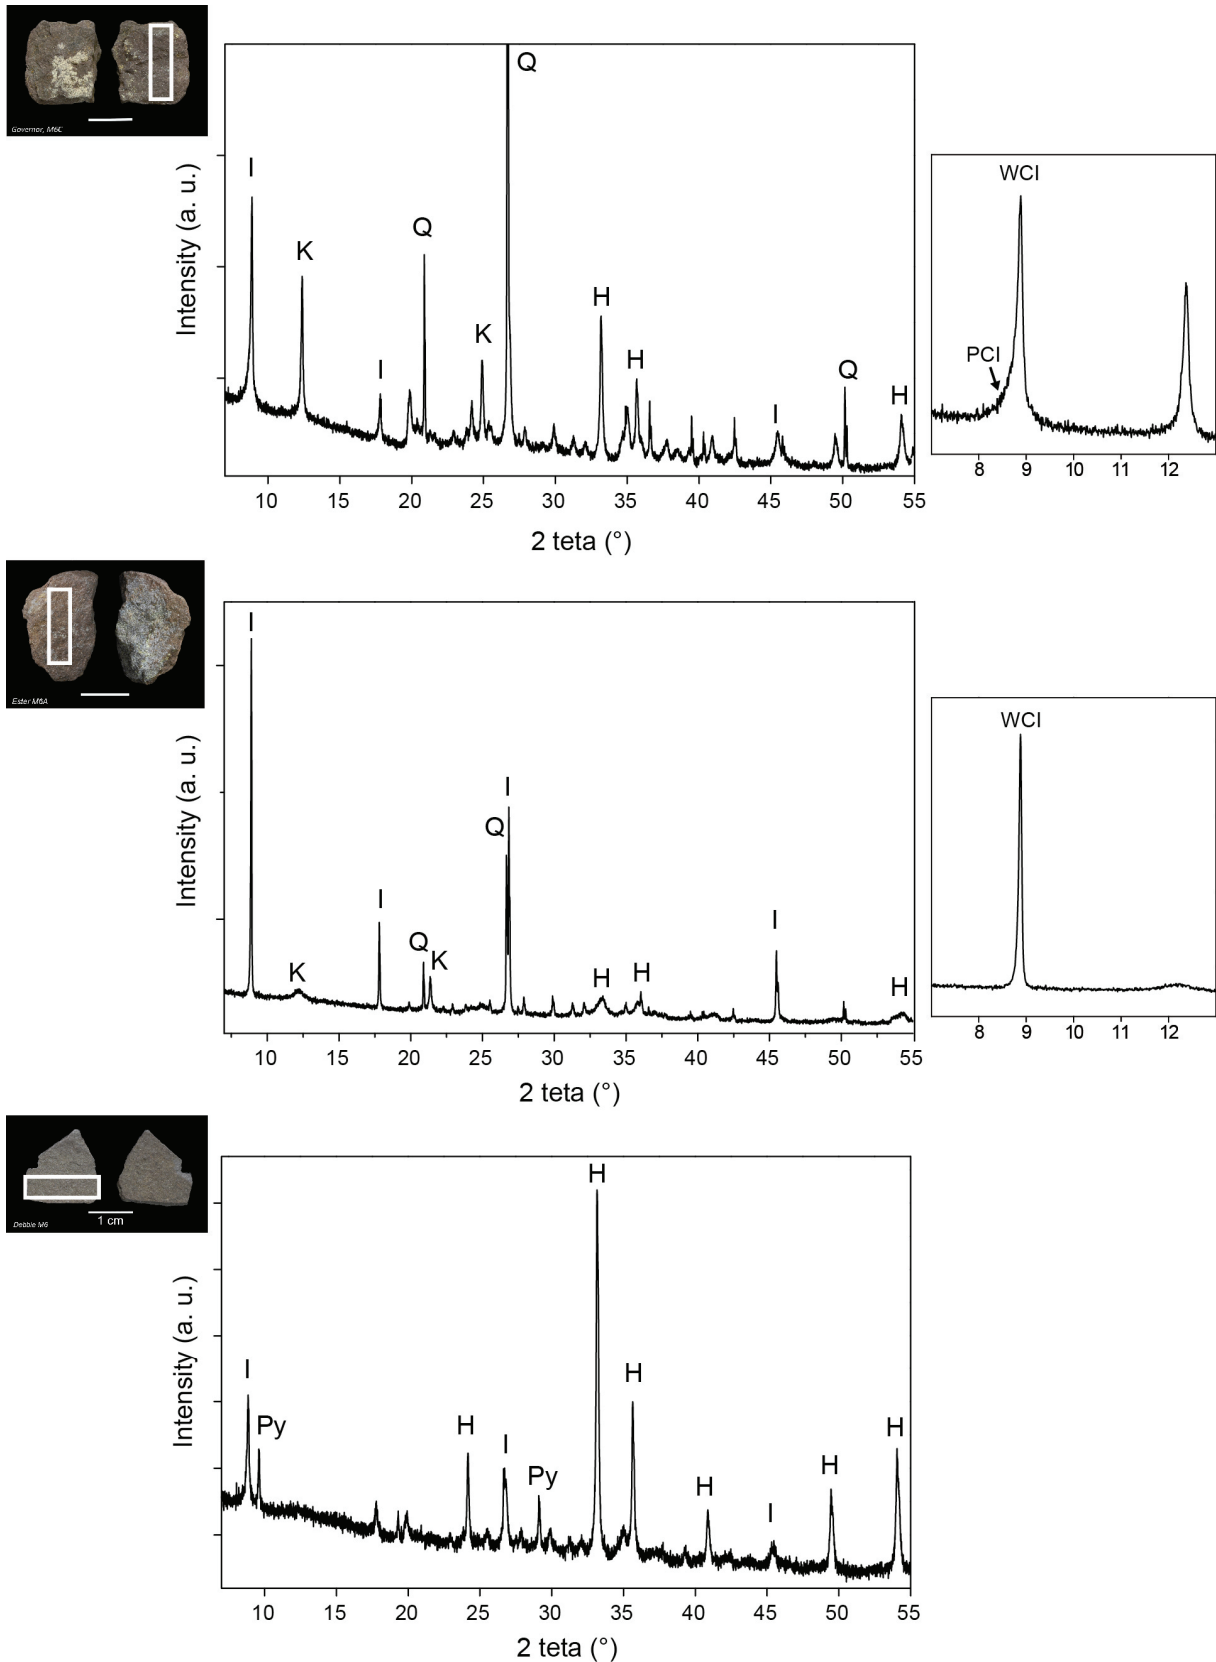 Governor, M6C
Intensity (a. u.)
I
K
I
Q
K
Q
H
H
I
Q
H
10 15 20 25 30 35 40 45 50 55
2 teta (°)
WCI
PCI
8 9 10 11 12
Ester M6A
Intensity (a. u.)
I
K
I
Q
K
Q
I
H
H
I
H
10 15 20 25 30 35 40 45 50 55
2 teta (°)
WCI
8 9 10 11 12
1 cm
Debbie M6
Intensity (a. u.)
I
Py
H
I
Py
H
H
H
I
H
H
10 15 20 25 30 35 40 45 50 55
2 teta (°)